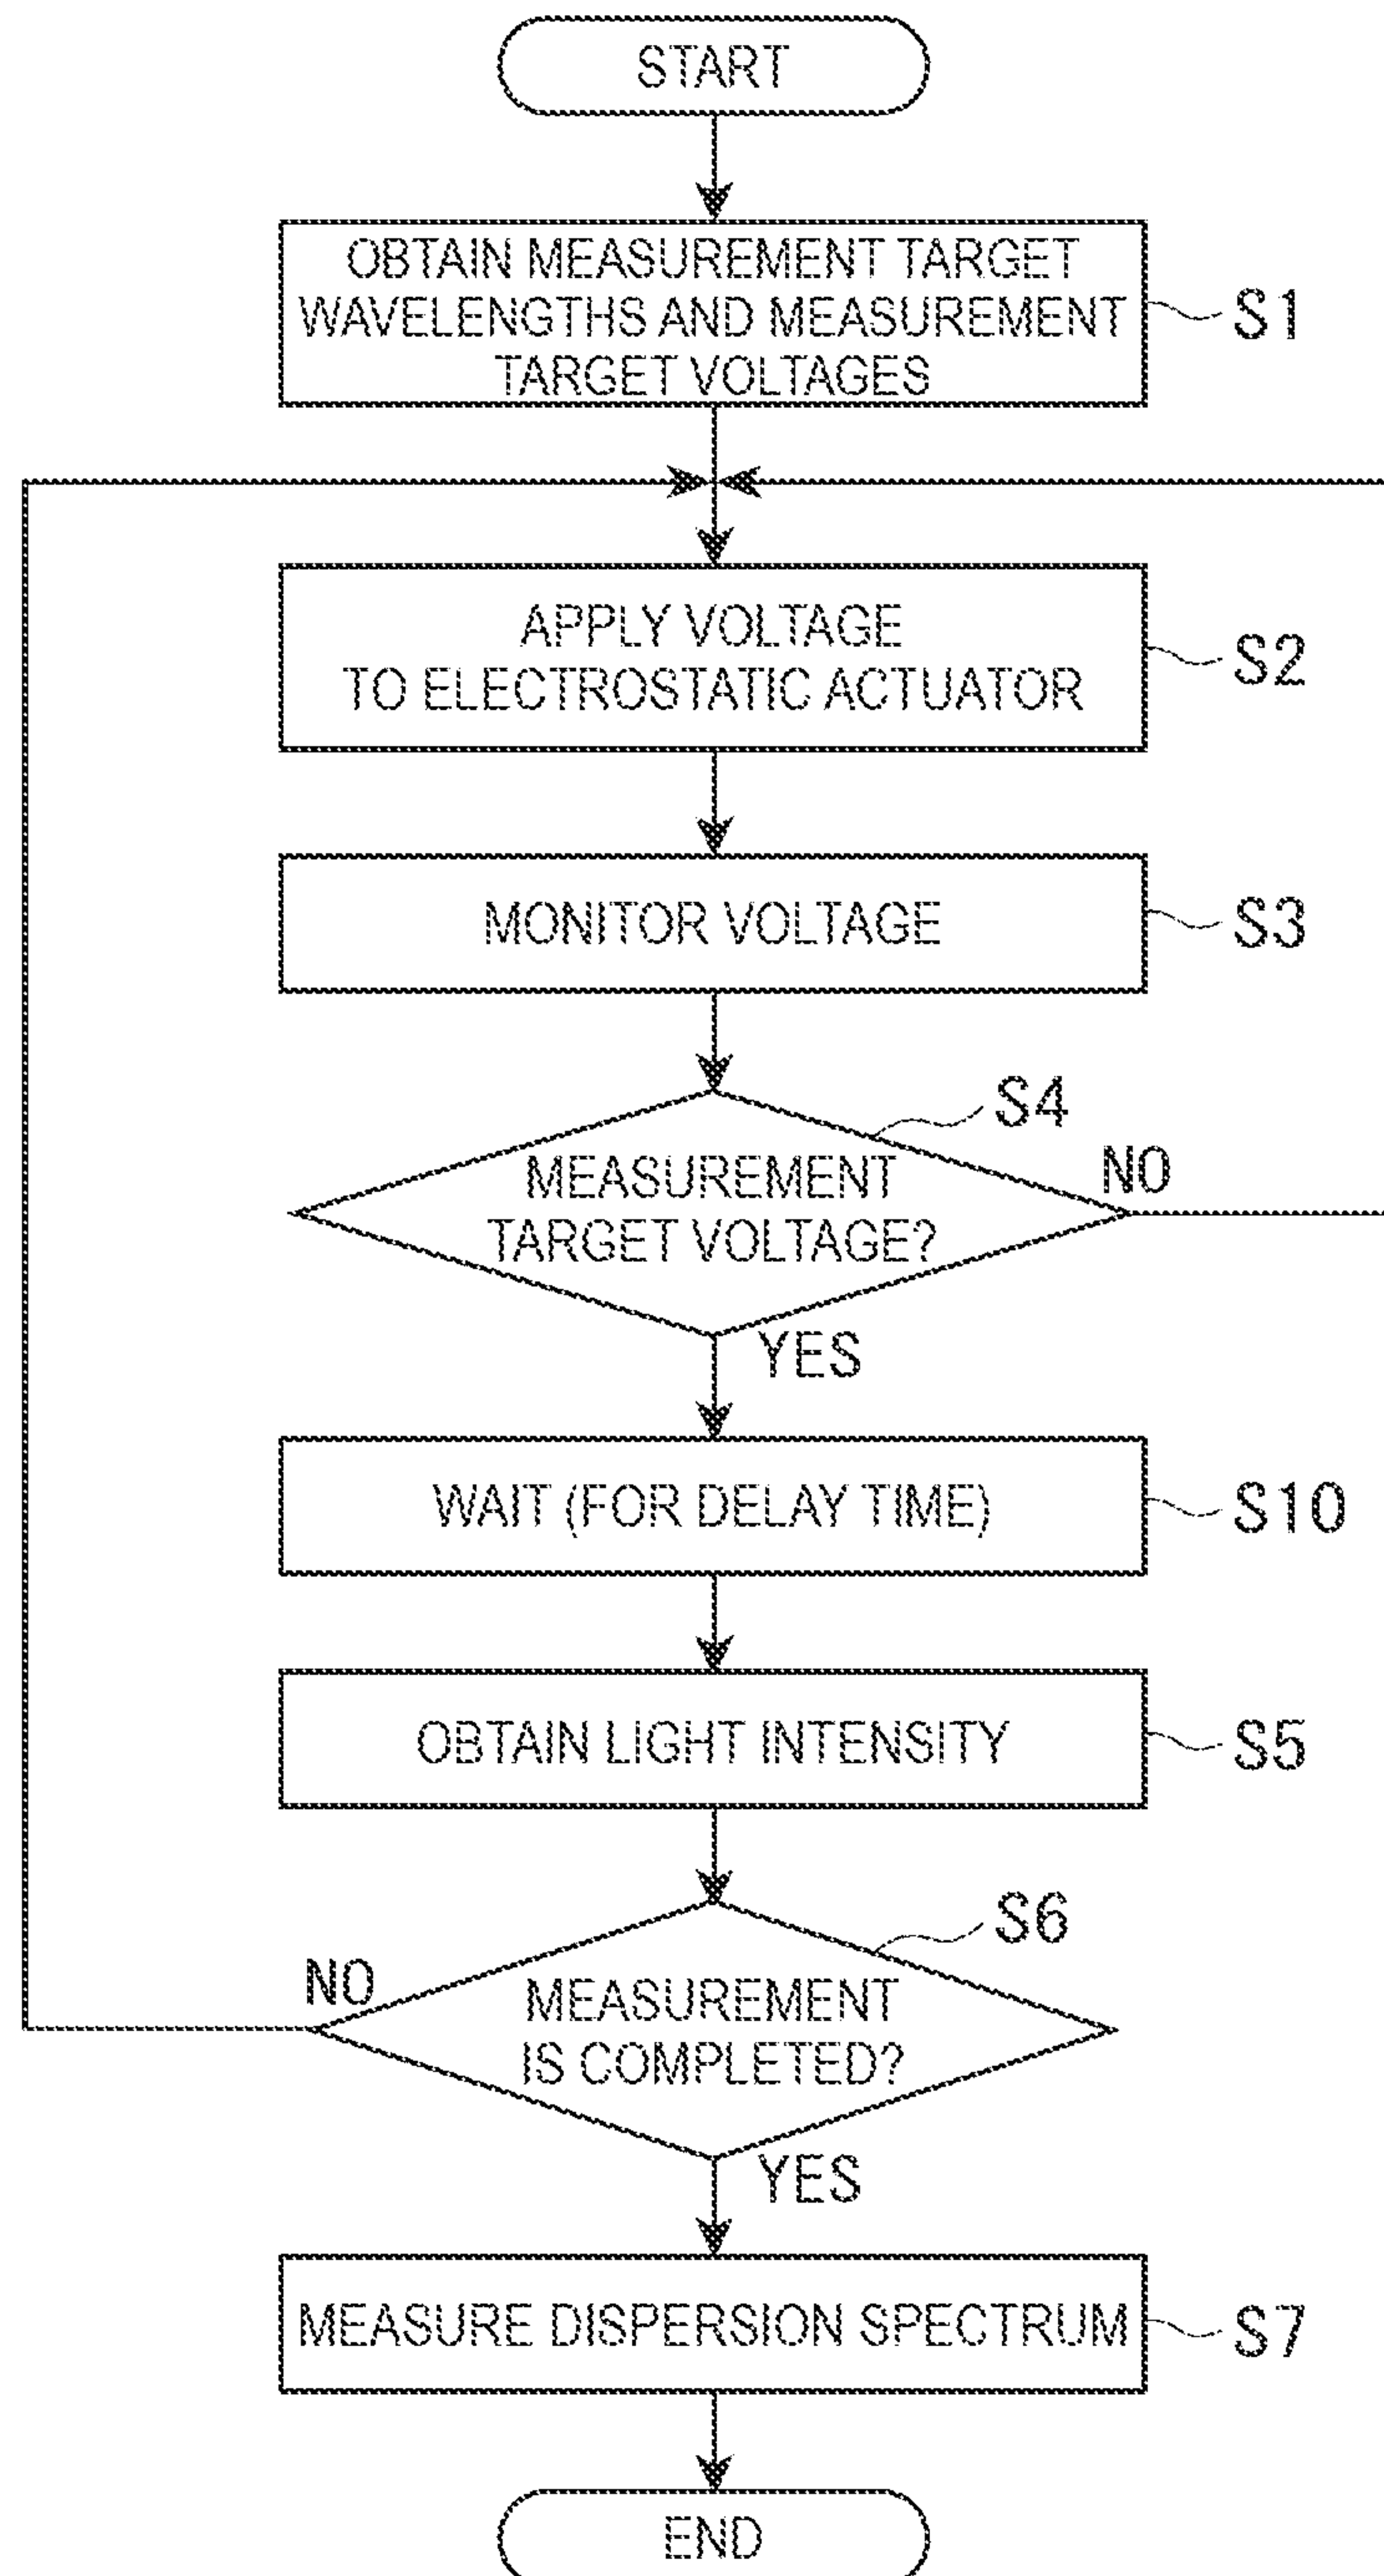 START
OBTAIN MEASUREMENT TARGET
WAVELENGTHS AND MEASUREMENT
TARGET VOLTAGES
S1
APPLY VOLTAGE
TO ELECTROSTATIC ACTUATOR
S2
MONITOR VOLTAGE
S3
S4
MEASUREMENT
TARGET VOLTAGE?
NO
YES
WAIT (FOR DELAY TIME)
S10
OBTAIN LIGHT INTENSITY
S5
S6
NO
MEASUREMENT
IS COMPLETED?
YES
MEASURE DISPERSION SPECTRUM
S7
END